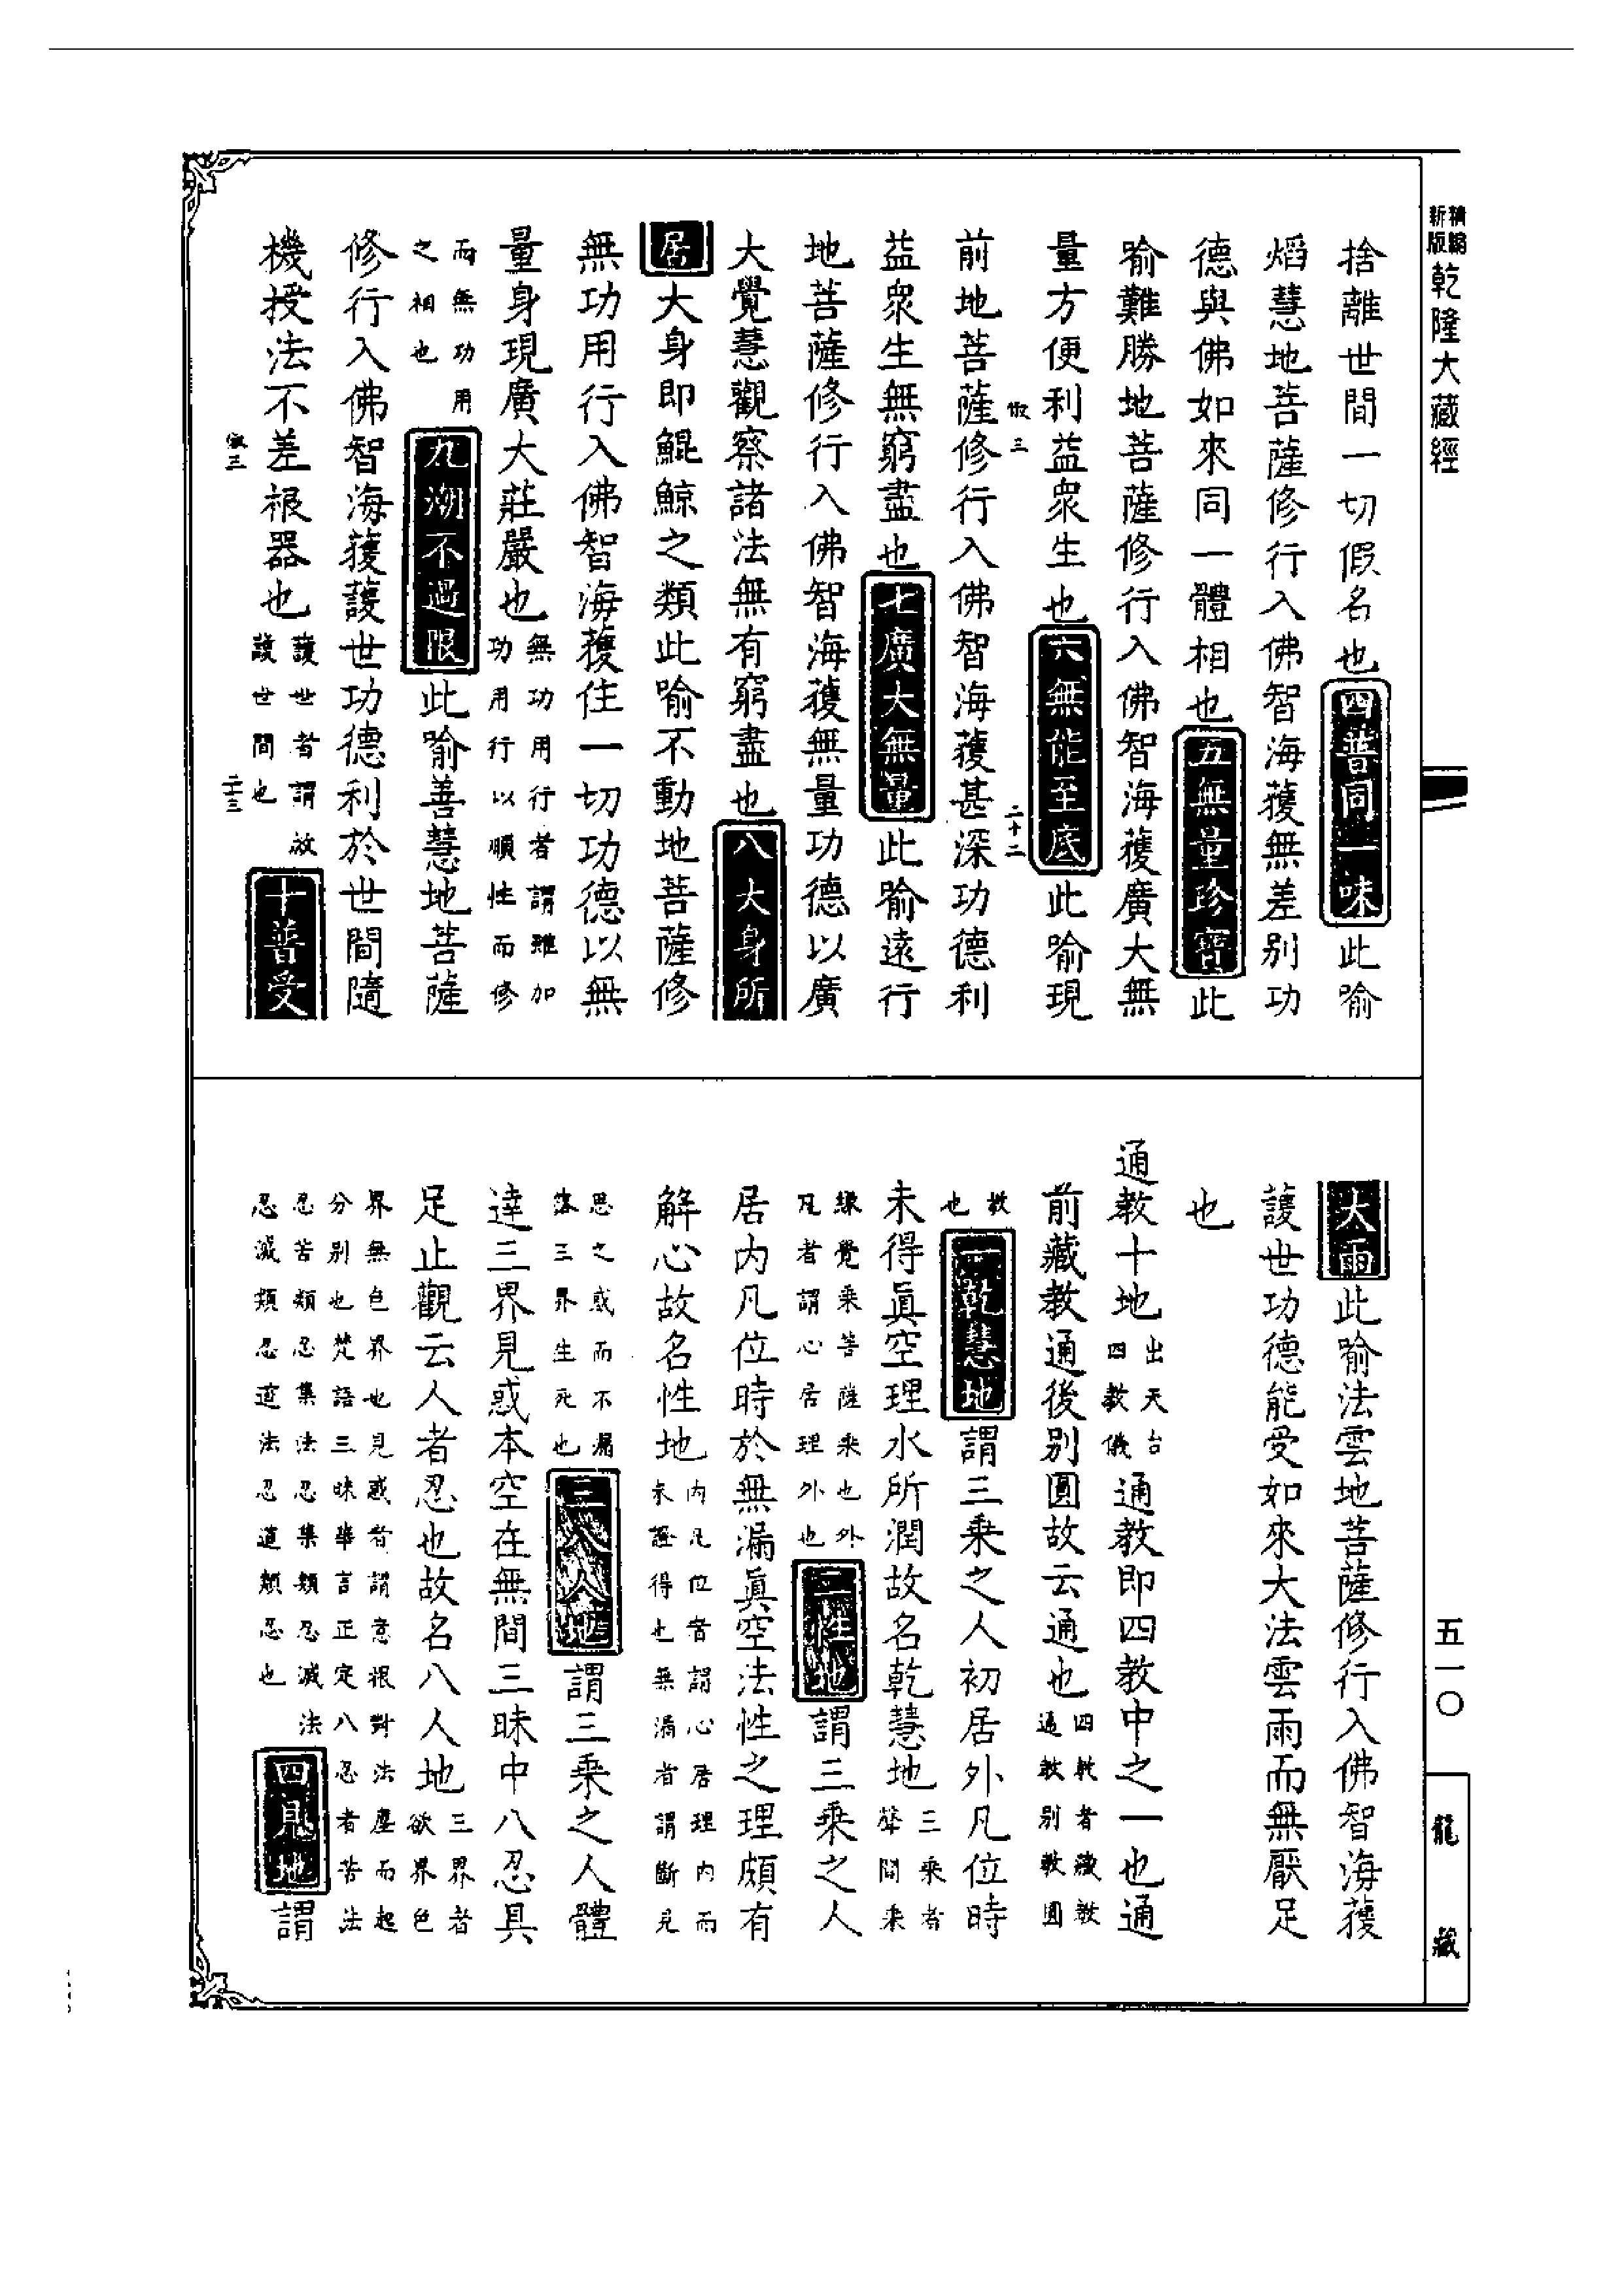 精縮
新版
乾隆大藏經
捨離世間一切假名也四普同一味此喻
焰慧地菩薩修行入佛智海獲無差別功
德與佛如來同一體相也五無量珍寶此
喻難勝地菩薩修行入佛智海獲廣大無
量方便利益眾生也六無能至底此喻現
三 二十二
前地菩薩修行入佛智海獲甚深功德利
益眾生無窮盡也七廣大無量此喻遠行
地菩薩修行入佛智海獲無量功德以廣
大覺慧觀察諸法無有窮盡也八大身所
居大身即鯤鯨之類此喻不動地菩薩修
無功用行入佛智海獲住一切功德以無
量身現廣大莊嚴也無功用行者謂雖加功用行以順性而修
而無功用之相也九潮不過限此喻善慧地菩薩
修行入佛智海獲護世功德利於世間隨
機授法不差根器也護世者謂故護世間也十普受
三 二十三
大雨此喻法雲地菩薩修行入佛智海獲
護世功德能受如來大法雲雨而無厭足
也
通教十地出天台四教儀通教即四教中之一也通
前藏教通後別圓故云通也四教者藏教通教別教圓
教也一乾慧地謂三乘之人初居外凡位時
未得真空理水所潤故名乾慧地三乘者聲聞乘
緣覺乘菩薩乘也外凡者謂心居理外也二性地謂三乘之人
居內凡位時於無漏真空法性之理頗有
解心故名性地內凡位者謂心居理內而未證得也無漏者謂斷見
思之惑而不落三界生死也三八人地謂三乘之人體
達三界見惑本空在無間三昧中八忍具
足止觀云人者忍也故名八人地三界者欲界色
界無色界也見惑者謂意根對法塵而起分別也梵語三昧華言正定八忍者苦法
忍苦類忍集法忍集類忍滅法忍滅類忍道法忍道類忍也四見地謂
五一〇
龍藏